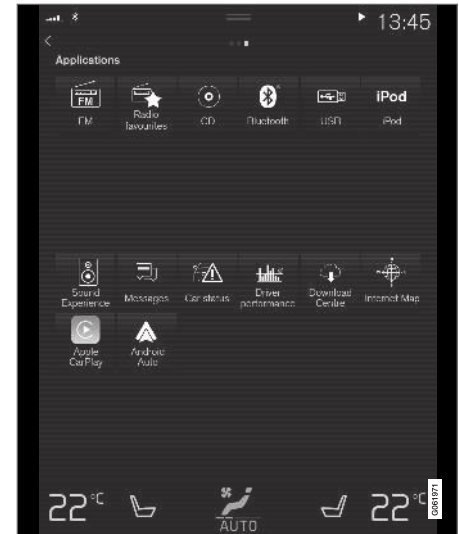 13:45
Applications
FM
iPod
FM
Radio
favourites
CD
Bluetooth
USB
iPod
Sound
Experience
Messages
Car status
Driver
performance
Download
Centre
Internet Map
Apple
CarPlay
Android
Auto
22°C
22°C
AUTO
G061971